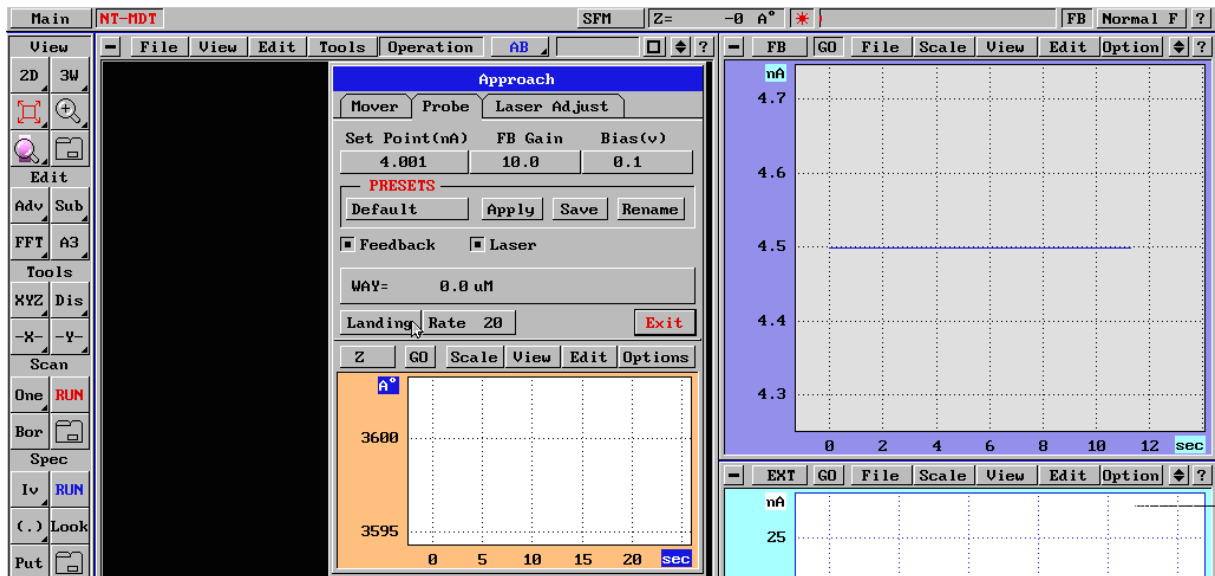 Main NT-MDT SFM Z= -0 A° FB Normal F ?
View
2D 3W
Edit
Adv Sub
FFT A3
Tools
XYZ Dis
-X- -Y-
Scan
One RUN
Bor
Spec
Iv RUN
(.) Look
Put
- File View Edit Tools Operation AB ?
Approach
Mover Probe Laser Adjust
Set Point(nA) FB Gain Bias(v)
4.001 10.0 0.1
PRESETS
Default Apply Save Rename
Feedback Laser
WAY= 0.0 uM
Landing Rate 20 Exit
Z GO Scale View Edit Options
A°
3600
3595
0 5 10 15 20 sec
- FB GO File Scale View Edit Option ?
nA
4.7
4.6
4.5
4.4
4.3
0 2 4 6 8 10 12 sec
- EXT GO File Scale View Edit Option ?
nA
25